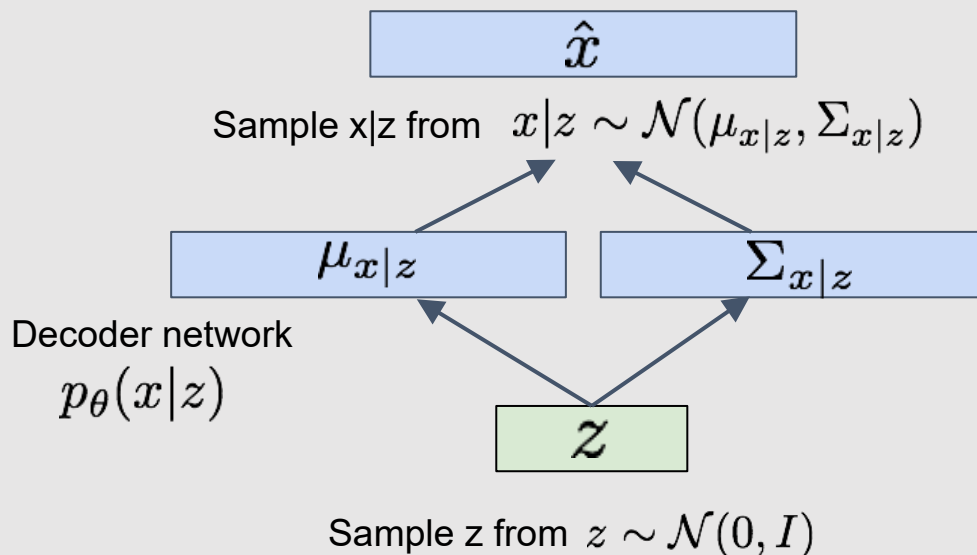 x̂
Sample x|z from x|z ∼ 𝒩(μ_{x|z}, Σ_{x|z})
μ_{x|z} Σ_{x|z}
Decoder network
p_θ(x|z)
z
Sample z from z ∼ 𝒩(0, I)